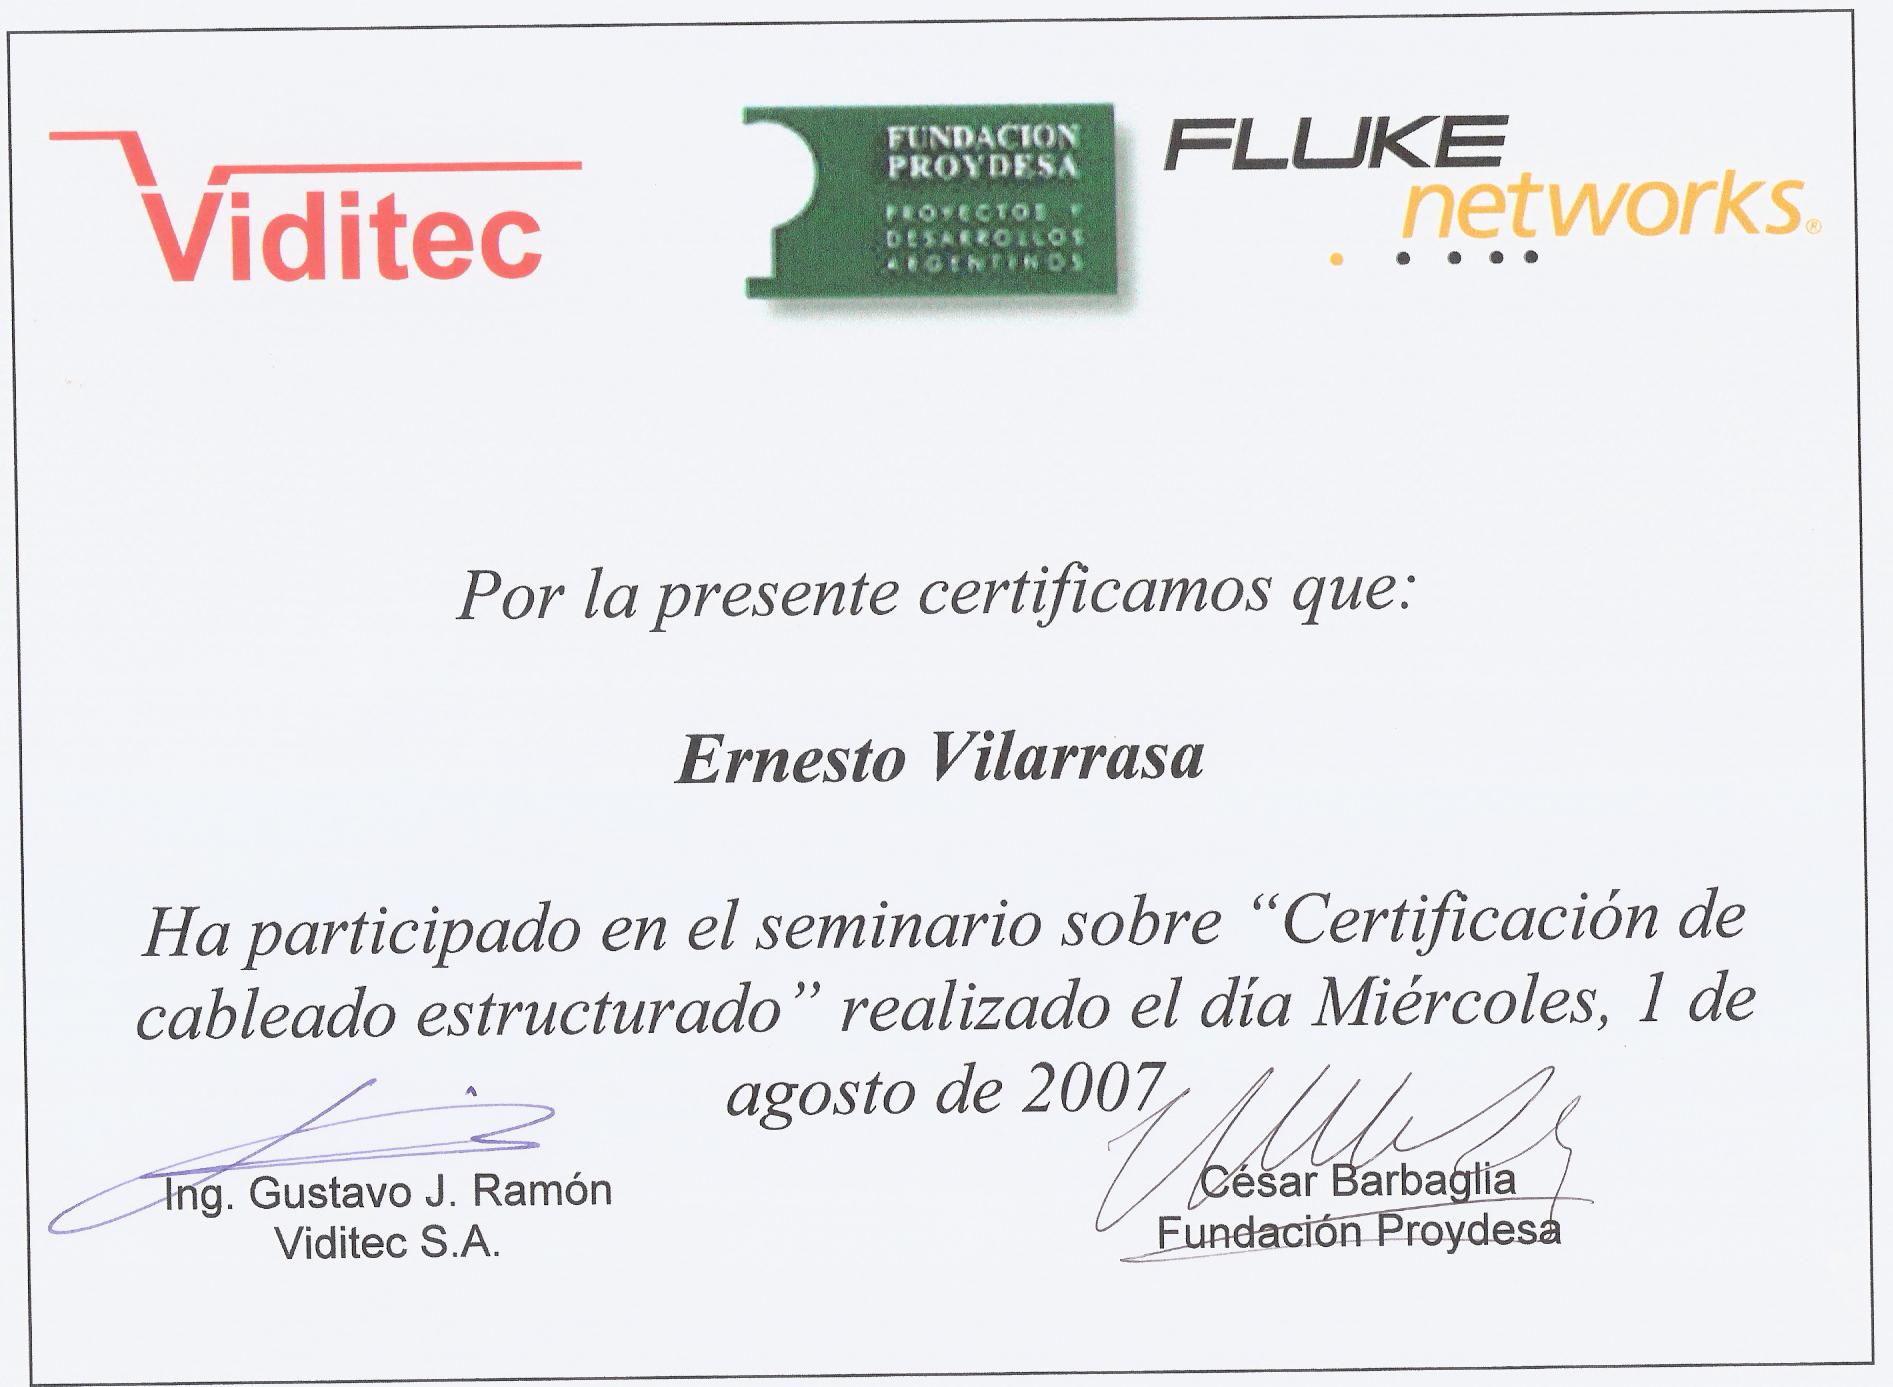 Viditec
FUNDACION
PROYDESA
PROYECTOS Y
DESARROLLOS
ARGENTINOS
FLUKE
networks®
Por la presente certificamos que:
Ernesto Vilarrasa
Ha participado en el seminario sobre “Certificación de
cableado estructurado” realizado el día Miércoles, 1 de
agosto de 2007
Ing. Gustavo J. Ramón
Viditec S.A.
César Barbaglia
Fundación Proydesa